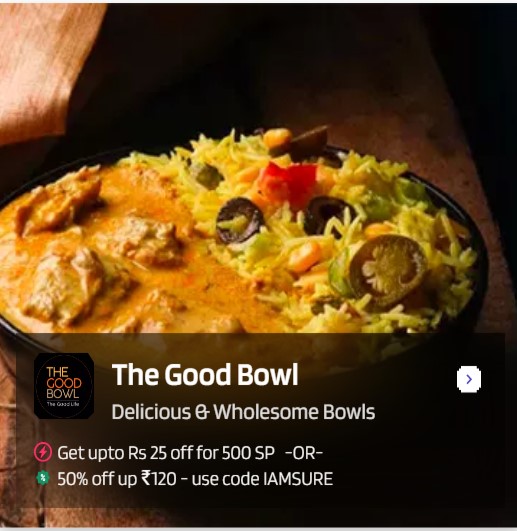 THE
GOOD
BOWL
The Good Life
The Good Bowl
Delicious & Wholesome Bowls
Get upto Rs 25 off for 500 SP -OR-
50% off up ₹120 - use code IAMSURE